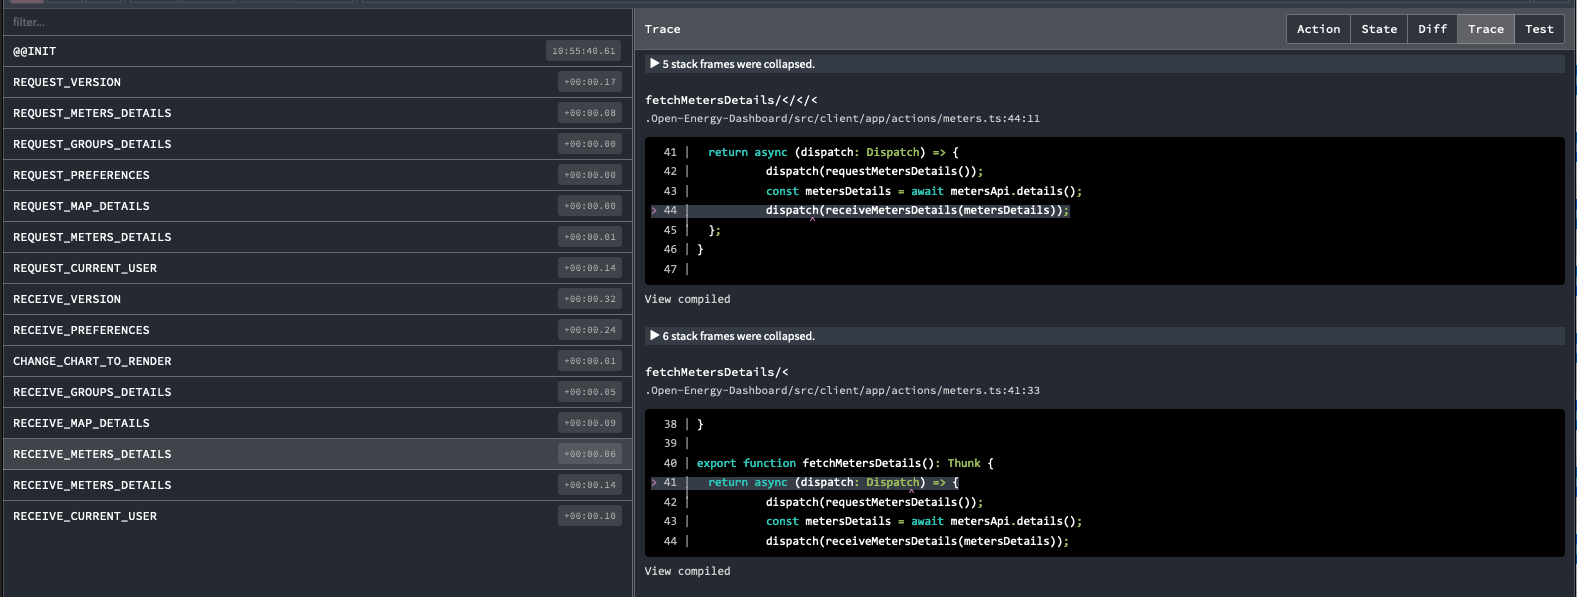 filter...
@@INIT 10:55:40.61
REQUEST_VERSION +00:00.17
REQUEST_METERS_DETAILS +00:00.08
REQUEST_GROUPS_DETAILS +00:00.00
REQUEST_PREFERENCES +00:00.00
REQUEST_MAP_DETAILS +00:00.00
REQUEST_METERS_DETAILS +00:00.01
REQUEST_CURRENT_USER +00:00.14
RECEIVE_VERSION +00:00.32
RECEIVE_PREFERENCES +00:00.24
CHANGE_CHART_TO_RENDER +00:00.01
RECEIVE_GROUPS_DETAILS +00:00.05
RECEIVE_MAP_DETAILS +00:00.09
RECEIVE_METERS_DETAILS +00:00.06
RECEIVE_METERS_DETAILS +00:00.14
RECEIVE_CURRENT_USER +00:00.10
Trace Action State Diff Trace Test
▶ 5 stack frames were collapsed.
fetchMetersDetails/</</<
.Open-Energy-Dashboard/src/client/app/actions/meters.ts:44:11
41 | return async (dispatch: Dispatch) => {
42 | dispatch(requestMetersDetails());
43 | const metersDetails = await metersApi.details();
> 44 | dispatch(receiveMetersDetails(metersDetails));
| ^
45 | };
46 | }
47 |
View compiled
▶ 6 stack frames were collapsed.
fetchMetersDetails/<
.Open-Energy-Dashboard/src/client/app/actions/meters.ts:41:33
38 | }
39 |
40 | export function fetchMetersDetails(): Thunk {
> 41 | return async (dispatch: Dispatch) => {
| ^
42 | dispatch(requestMetersDetails());
43 | const metersDetails = await metersApi.details();
44 | dispatch(receiveMetersDetails(metersDetails));
View compiled